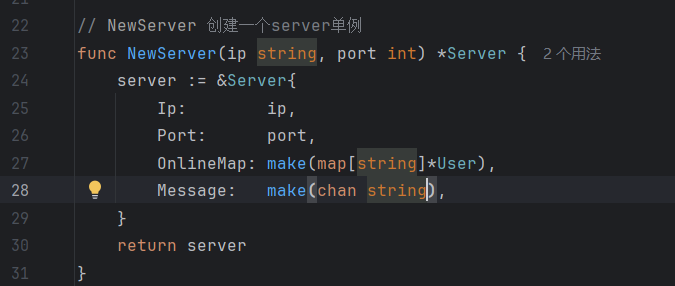 22 // NewServer 创建一个server单例
23 func NewServer(ip string, port int) *Server { 2个用法
24 server := &Server{
25 Ip: ip,
26 Port: port,
27 OnlineMap: make(map[string]*User),
28 Message: make(chan string),
29 }
30 return server
31 }